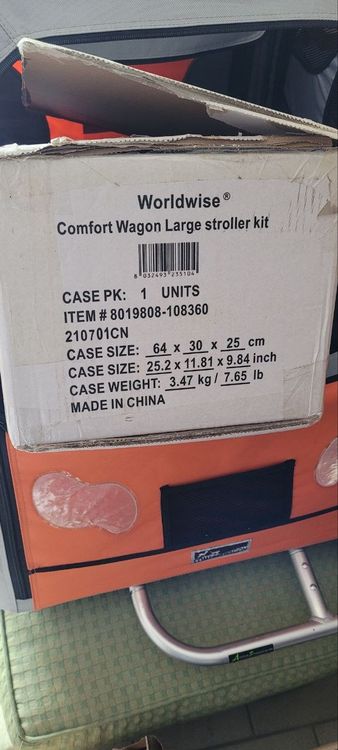 Worldwise®
Comfort Wagon Large stroller kit
8 032493 235104
CASE PK: 1 UNITS
ITEM # 8019808-108360
210701CN
CASE SIZE: 64 x 30 x 25 cm
CASE SIZE: 25.2 x 11.81 x 9.84 inch
CASE WEIGHT: 3.47 kg / 7.65 lb
MADE IN CHINA